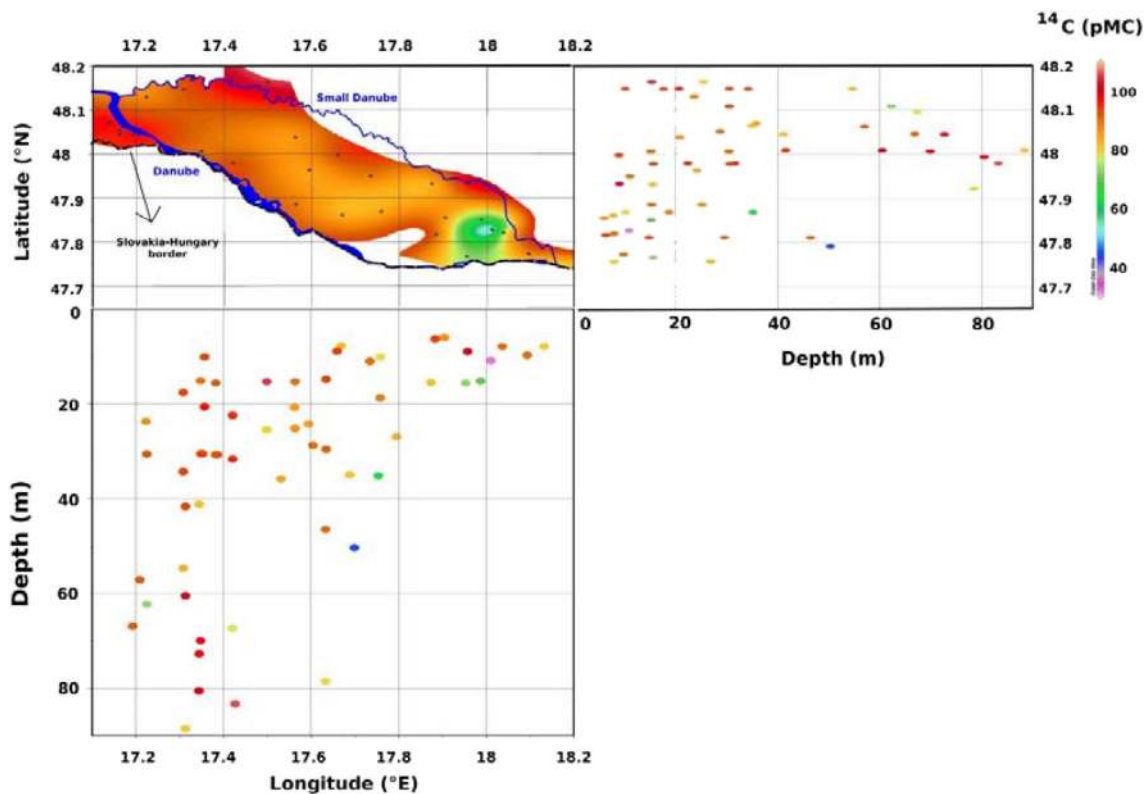 14C (pMC)
17.2 17.4 17.6 17.8 18 18.2
48.2
48.1
48
47.9
47.8
47.7
Latitude (°N)
Small Danube
Danube
Slovakia-Hungary
border
48.2
48.1
48
47.9
47.8
47.7
100
80
60
40
0 20 40 60 80
Depth (m)
0
20
40
60
80
Depth (m)
17.2 17.4 17.6 17.8 18 18.2
Longitude (°E)